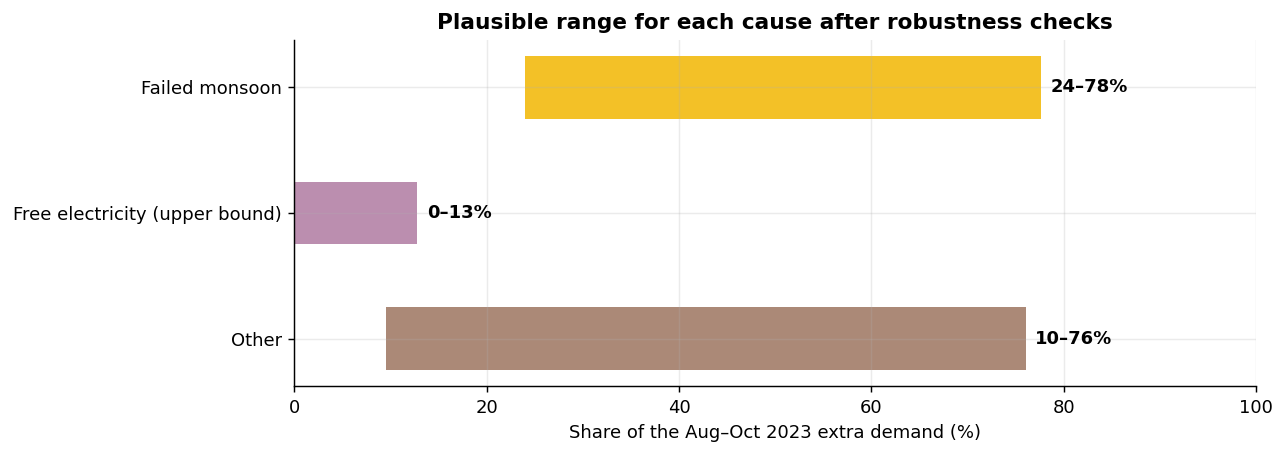 Plausible range for each cause after robustness checks
Failed monsoon
24–78%
Free electricity (upper bound)
0–13%
Other
10–76%
0 20 40 60 80 100
Share of the Aug–Oct 2023 extra demand (%)